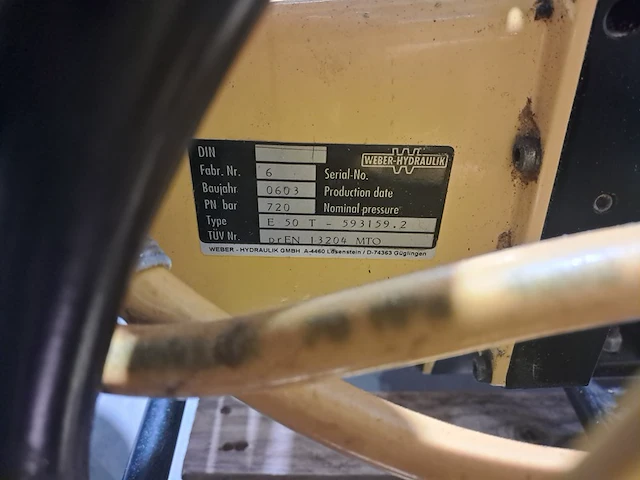 DIN
WEBER-HYDRAULIK
Fabr. Nr. 6 Serial-No.
Baujahr 0603 Production date
PN bar 720 Nominal pressure
Type E 50 T - 593159.2
TÜV Nr. prEN 13204 MTO
WEBER - HYDRAULIK GMBH A-4460 Losenstein / D-74363 Güglingen